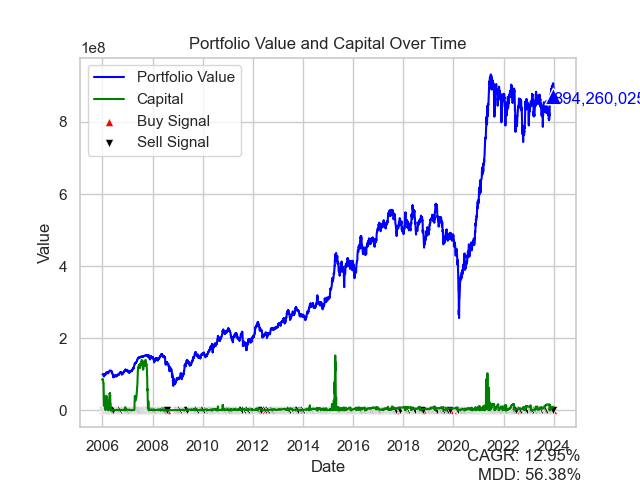 Portfolio Value and Capital Over Time
1e8
Portfolio Value
Capital
Buy Signal
Sell Signal
894,260,025
8
6
4
2
0
Value
2006 2008 2010 2012 2014 2016 2018 2020 2022 2024
Date
CAGR: 12.95%
MDD: 56.38%